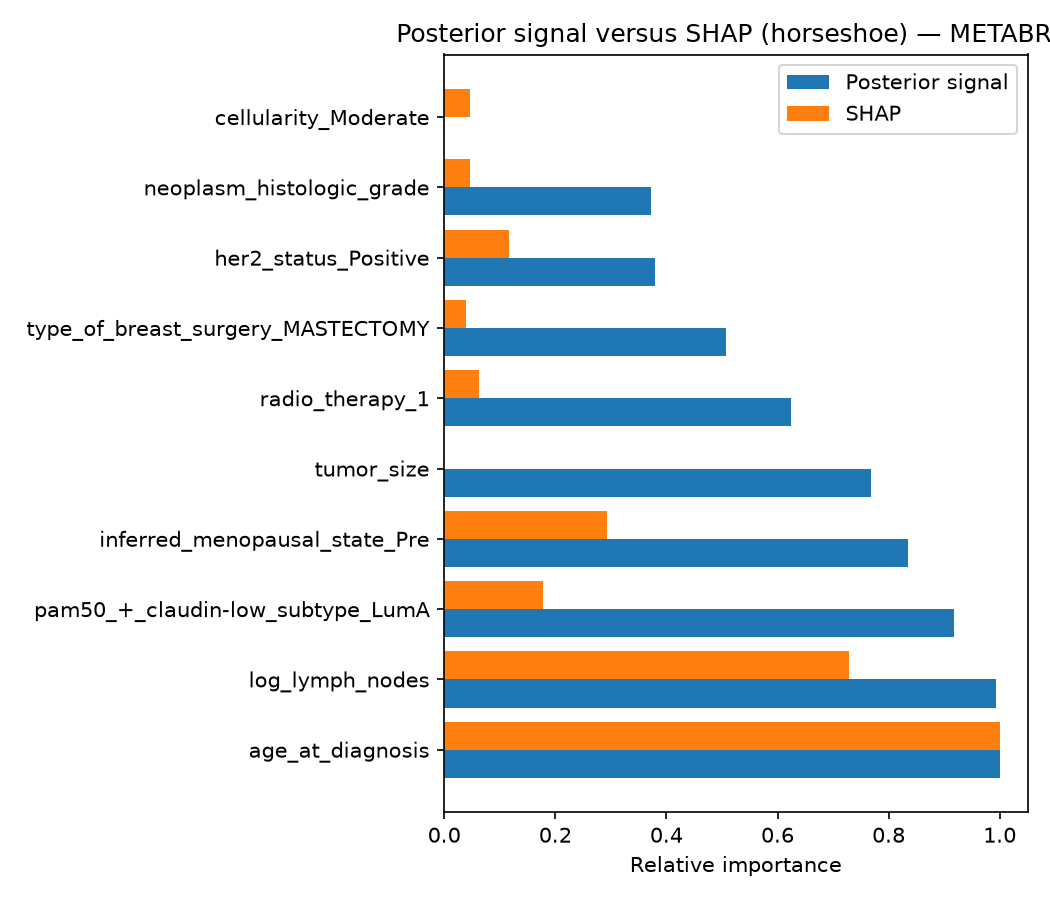 Posterior signal versus SHAP (horseshoe) — METABR
Posterior signal
SHAP
cellularity_Moderate
neoplasm_histologic_grade
her2_status_Positive
type_of_breast_surgery_MASTECTOMY
radio_therapy_1
tumor_size
inferred_menopausal_state_Pre
pam50_+_claudin-low_subtype_LumA
log_lymph_nodes
age_at_diagnosis
0.0 0.2 0.4 0.6 0.8 1.0
Relative importance